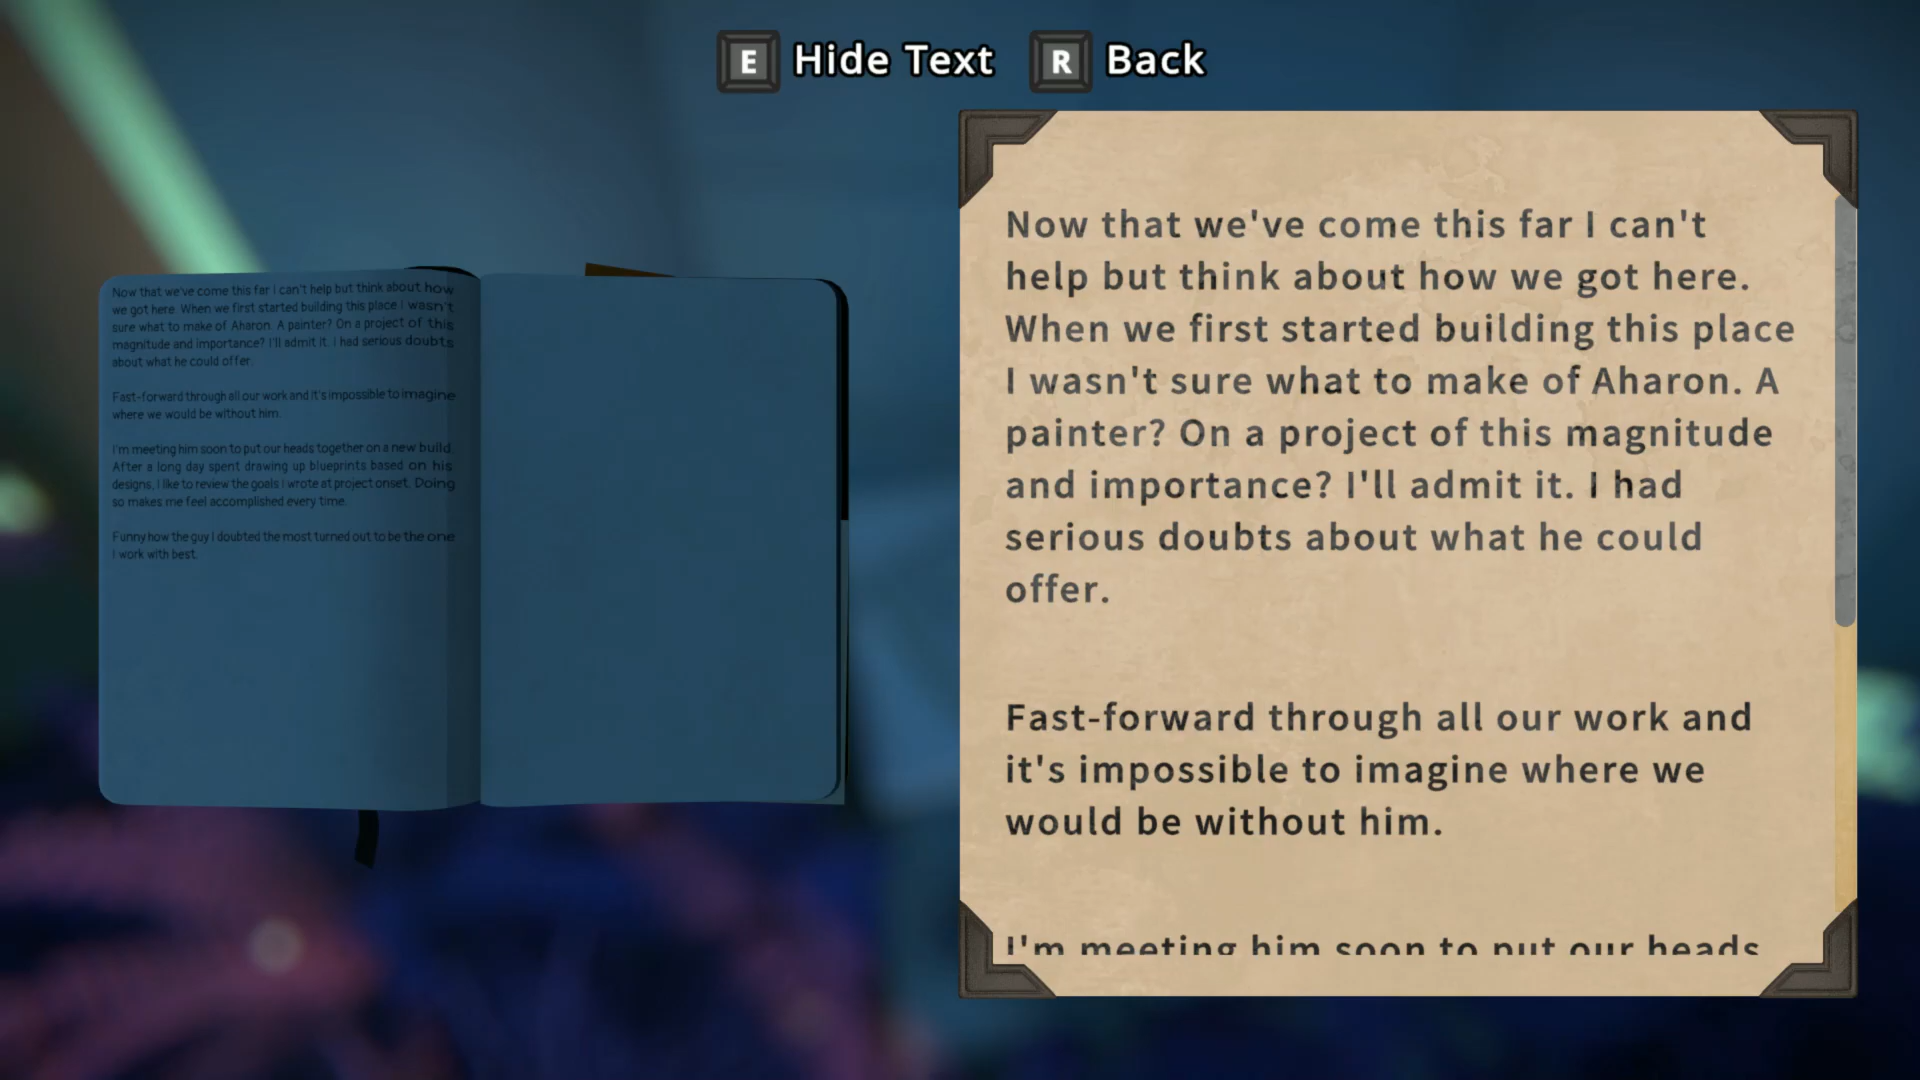 E Hide Text R Back
Now that we've come this far I can't help but think about how
we got here. When we first started building this place I wasn't
sure what to make of Aharon. A painter? On a project of this
magnitude and importance? I'll admit it. I had serious doubts
about what he could offer.
Fast-forward through all our work and it's impossible to imagine
where we would be without him.
I'm meeting him soon to put our heads together on a new build.
After a long day spent drawing up blueprints based on his
designs, I like to review the goals I wrote at project onset. Doing
so makes me feel accomplished every time.
Funny how the guy I doubted the most turned out to be the one
I work with best.
Now that we've come this far I can't
help but think about how we got here.
When we first started building this place
I wasn't sure what to make of Aharon. A
painter? On a project of this magnitude
and importance? I'll admit it. I had
serious doubts about what he could
offer.
Fast-forward through all our work and
it's impossible to imagine where we
would be without him.
I'm meeting him soon to put our heads